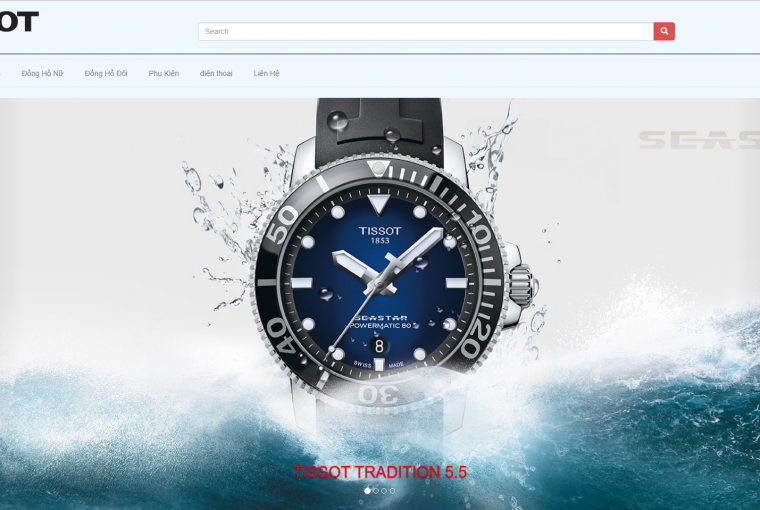 OT
Search
Đồng Hồ Nữ
Đồng Hồ Đôi
Phụ Kiện
điện thoại
Liên Hệ
SEAS
50
10
TISSOT
1853
40
20
SEASTAR
POWERMATIC 80
8
SWISS MADE
30
TISSOT TRADITION 5.5